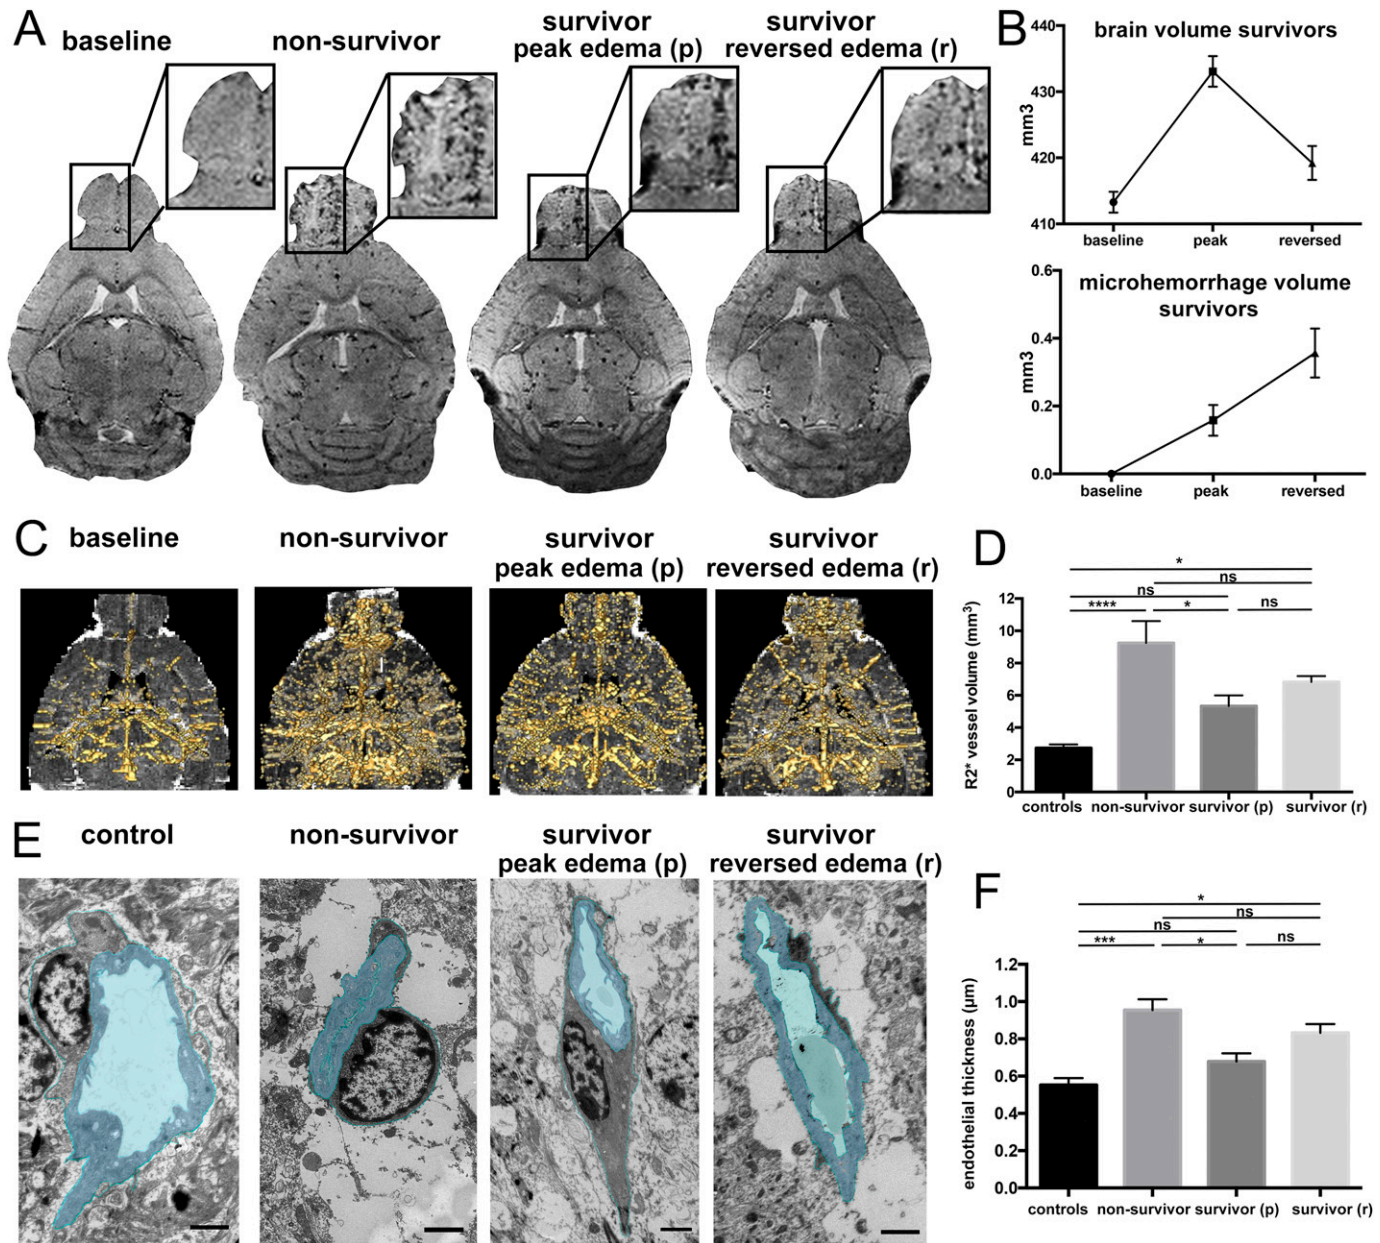 A
baseline
non-survivor
survivor
peak edema (p)
survivor
reversed edema (r)
B
brain volume survivors
440
430
420
410
mm3
baseline
peak
reversed
microhemorrhage volume
survivors
0.6
0.4
0.2
0.0
mm3
baseline
peak
reversed
C
baseline
non-survivor
survivor
peak edema (p)
survivor
reversed edema (r)
D
*
ns
ns
**** * ns
12
10
8
6
4
2
0
R2* vessel volume (mm³)
controls
non-survivor
survivor (p)
survivor (r)
E
control
non-survivor
survivor
peak edema (p)
survivor
reversed edema (r)
F
*
ns
ns
*** * ns
1.2
1.0
0.8
0.6
0.4
0.2
0.0
endothelial thickness (µm)
controls
non-survivor
survivor (p)
survivor (r)